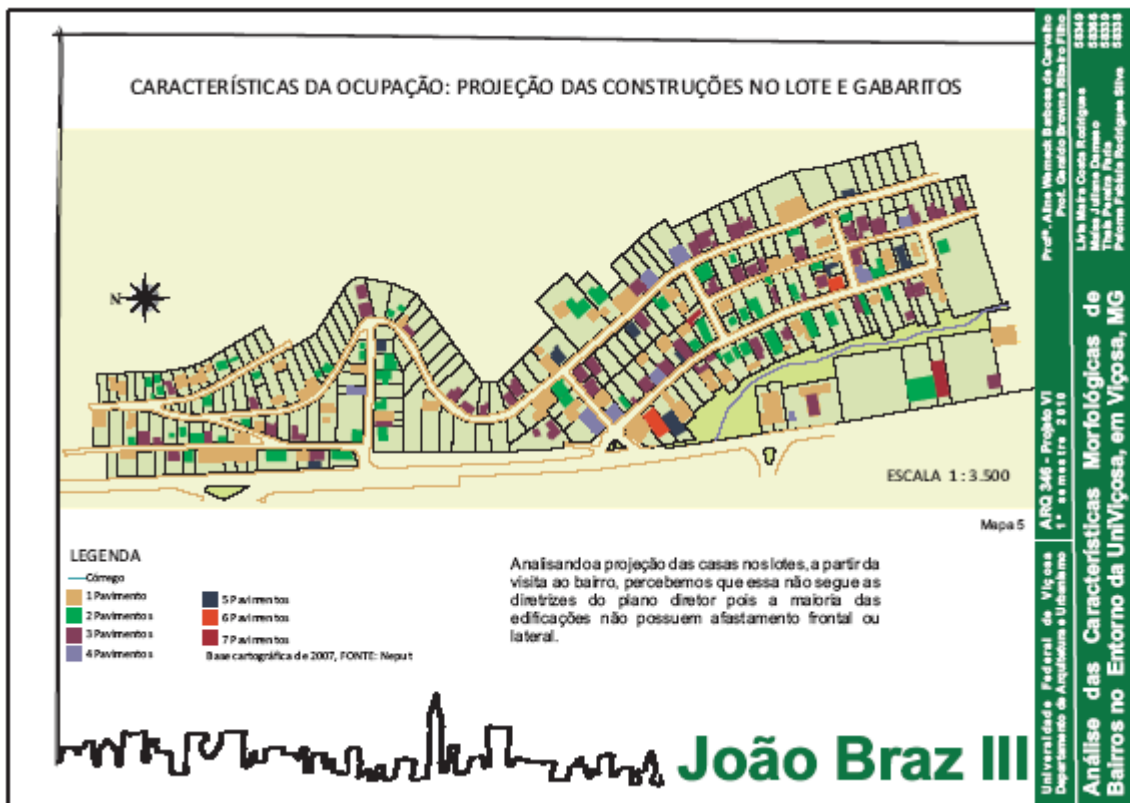 CARACTERÍSTICAS DA OCUPAÇÃO: PROJEÇÃO DAS CONSTRUÇÕES NO LOTE E GABARITOS
N
ESCALA 1 : 3.500
Mapa 5
LEGENDA
Córrego
1 Pavimento
2 Pavimentos
3 Pavimentos
4 Pavimentos
5 Pavimentos
6 Pavimentos
7 Pavimentos
Base cartográfica de 2007, FONTE: Neput
Analisando a projeção das casas nos lotes, a partir da
visita ao bairro, percebemos que essa não segue as
diretrizes do plano diretor pois a maioria das
edificações não possuem afastamento frontal ou
lateral.
João Braz III
Universidade Federal de Viçosa
Departamento de Arquitetura e Urbanismo
ARQ 346 - Projeto VI
1° semestre 2010
Profª. Aline Werneck Barbosa de Carvalho
Prof. Geraldo Browne Ribeiro Filho
Análise das Características Morfológicas de
Bairros no Entorno da UniViçosa, em Viçosa, MG
Lívia Maira Costa Rodrigues 58349
Juliana
Thaís Pereira Faria 58339
Paloma Fabiula Rodrigues Silva 58338